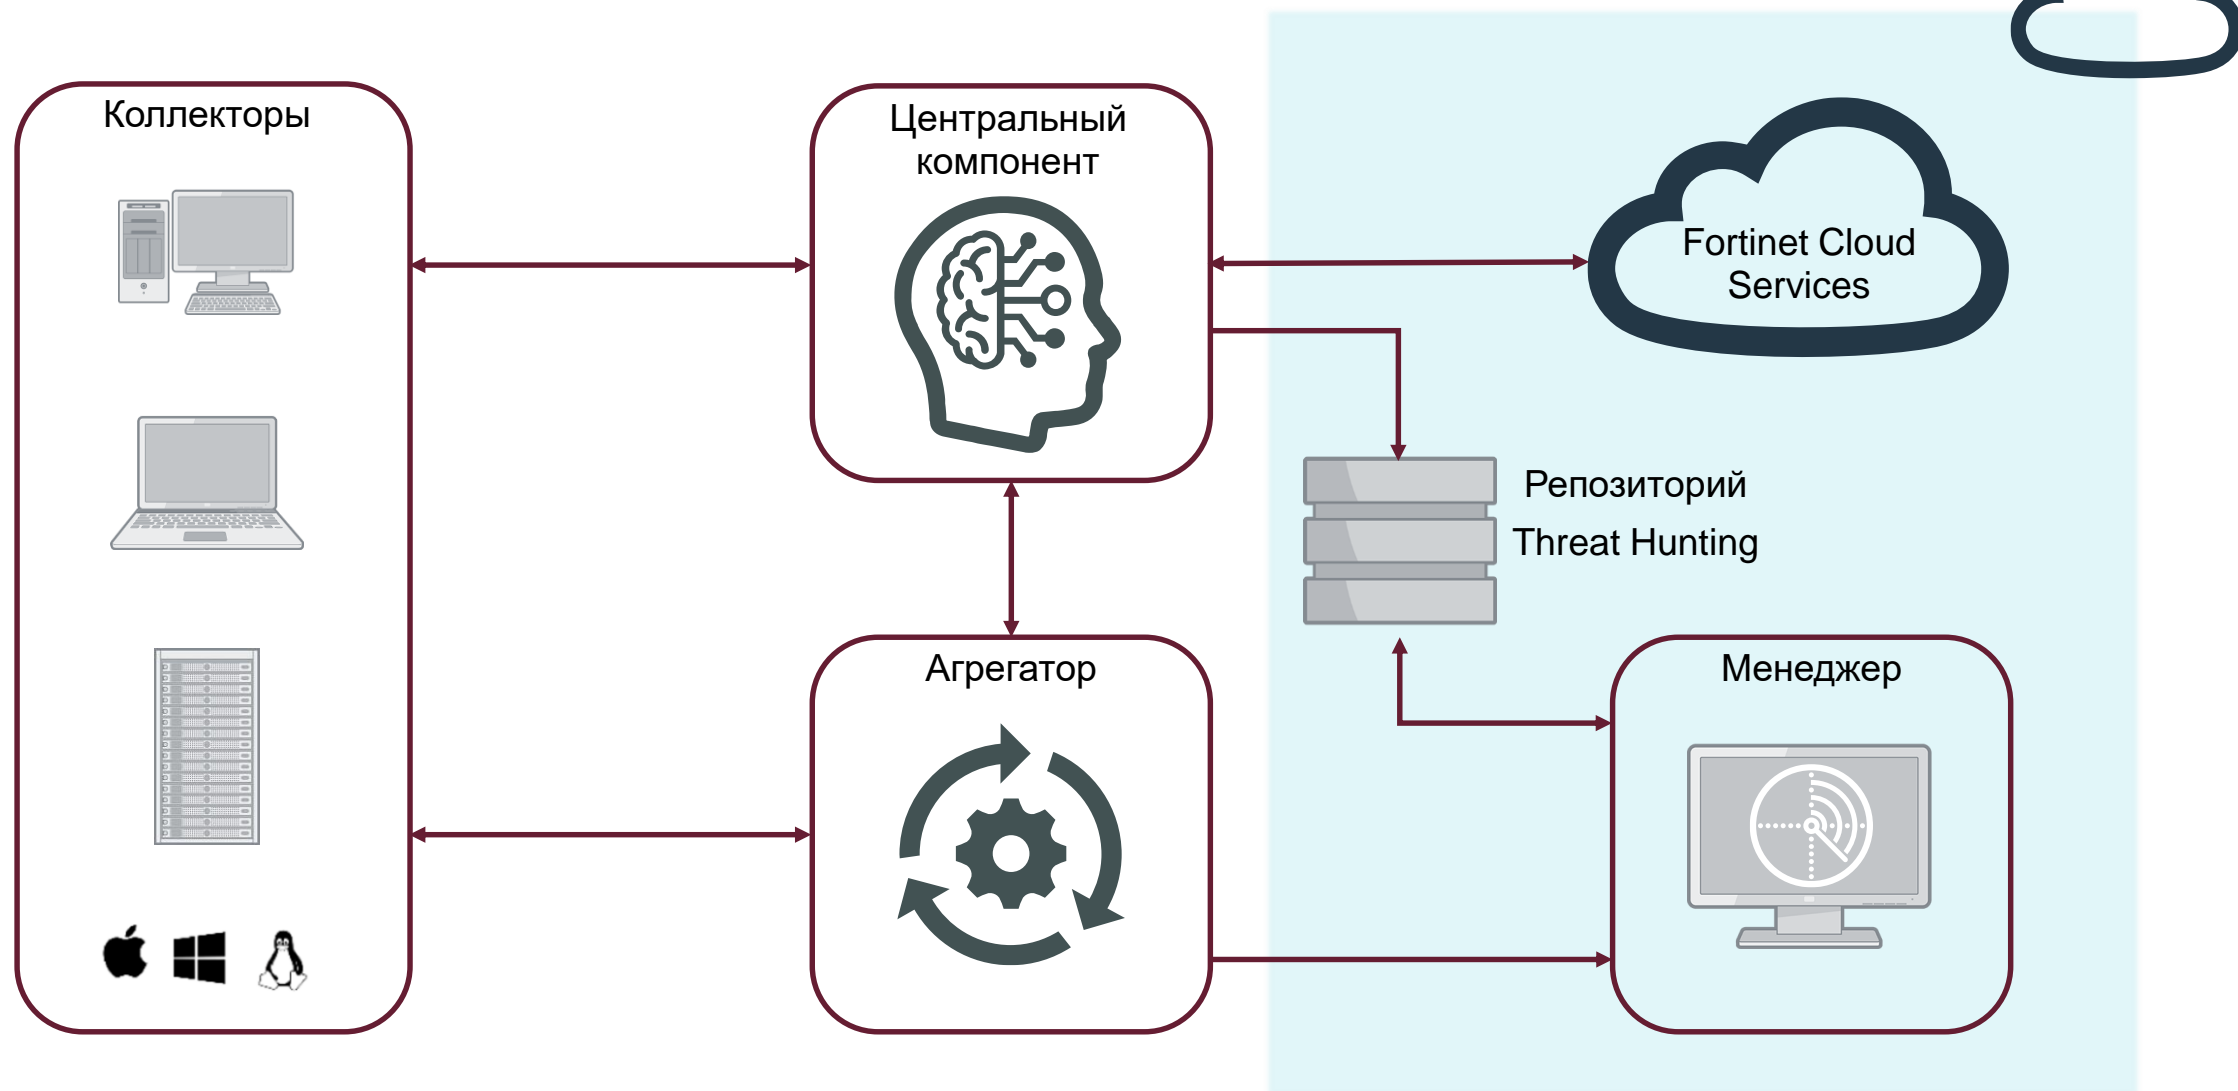 Коллекторы
Центральный
компонент
Fortinet Cloud
Services
Репозиторий
Threat Hunting
Агрегатор
Менеджер